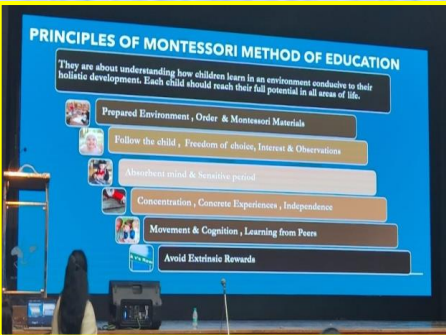 PRINCIPLES OF MONTESSORI METHOD OF EDUCATION
They are about understanding how children learn in an environment conducive to their
holistic development. Each child should reach their full potential in all areas of life.
Prepared Environment , Order & Montessori Materials
Follow the child , Freedom of choice, Interest & Observations
Absorbent mind & Sensitive period
Concentration , Concrete Experiences , Independence
Movement & Cognition , Learning from Peers
Avoid Extrinsic Rewards